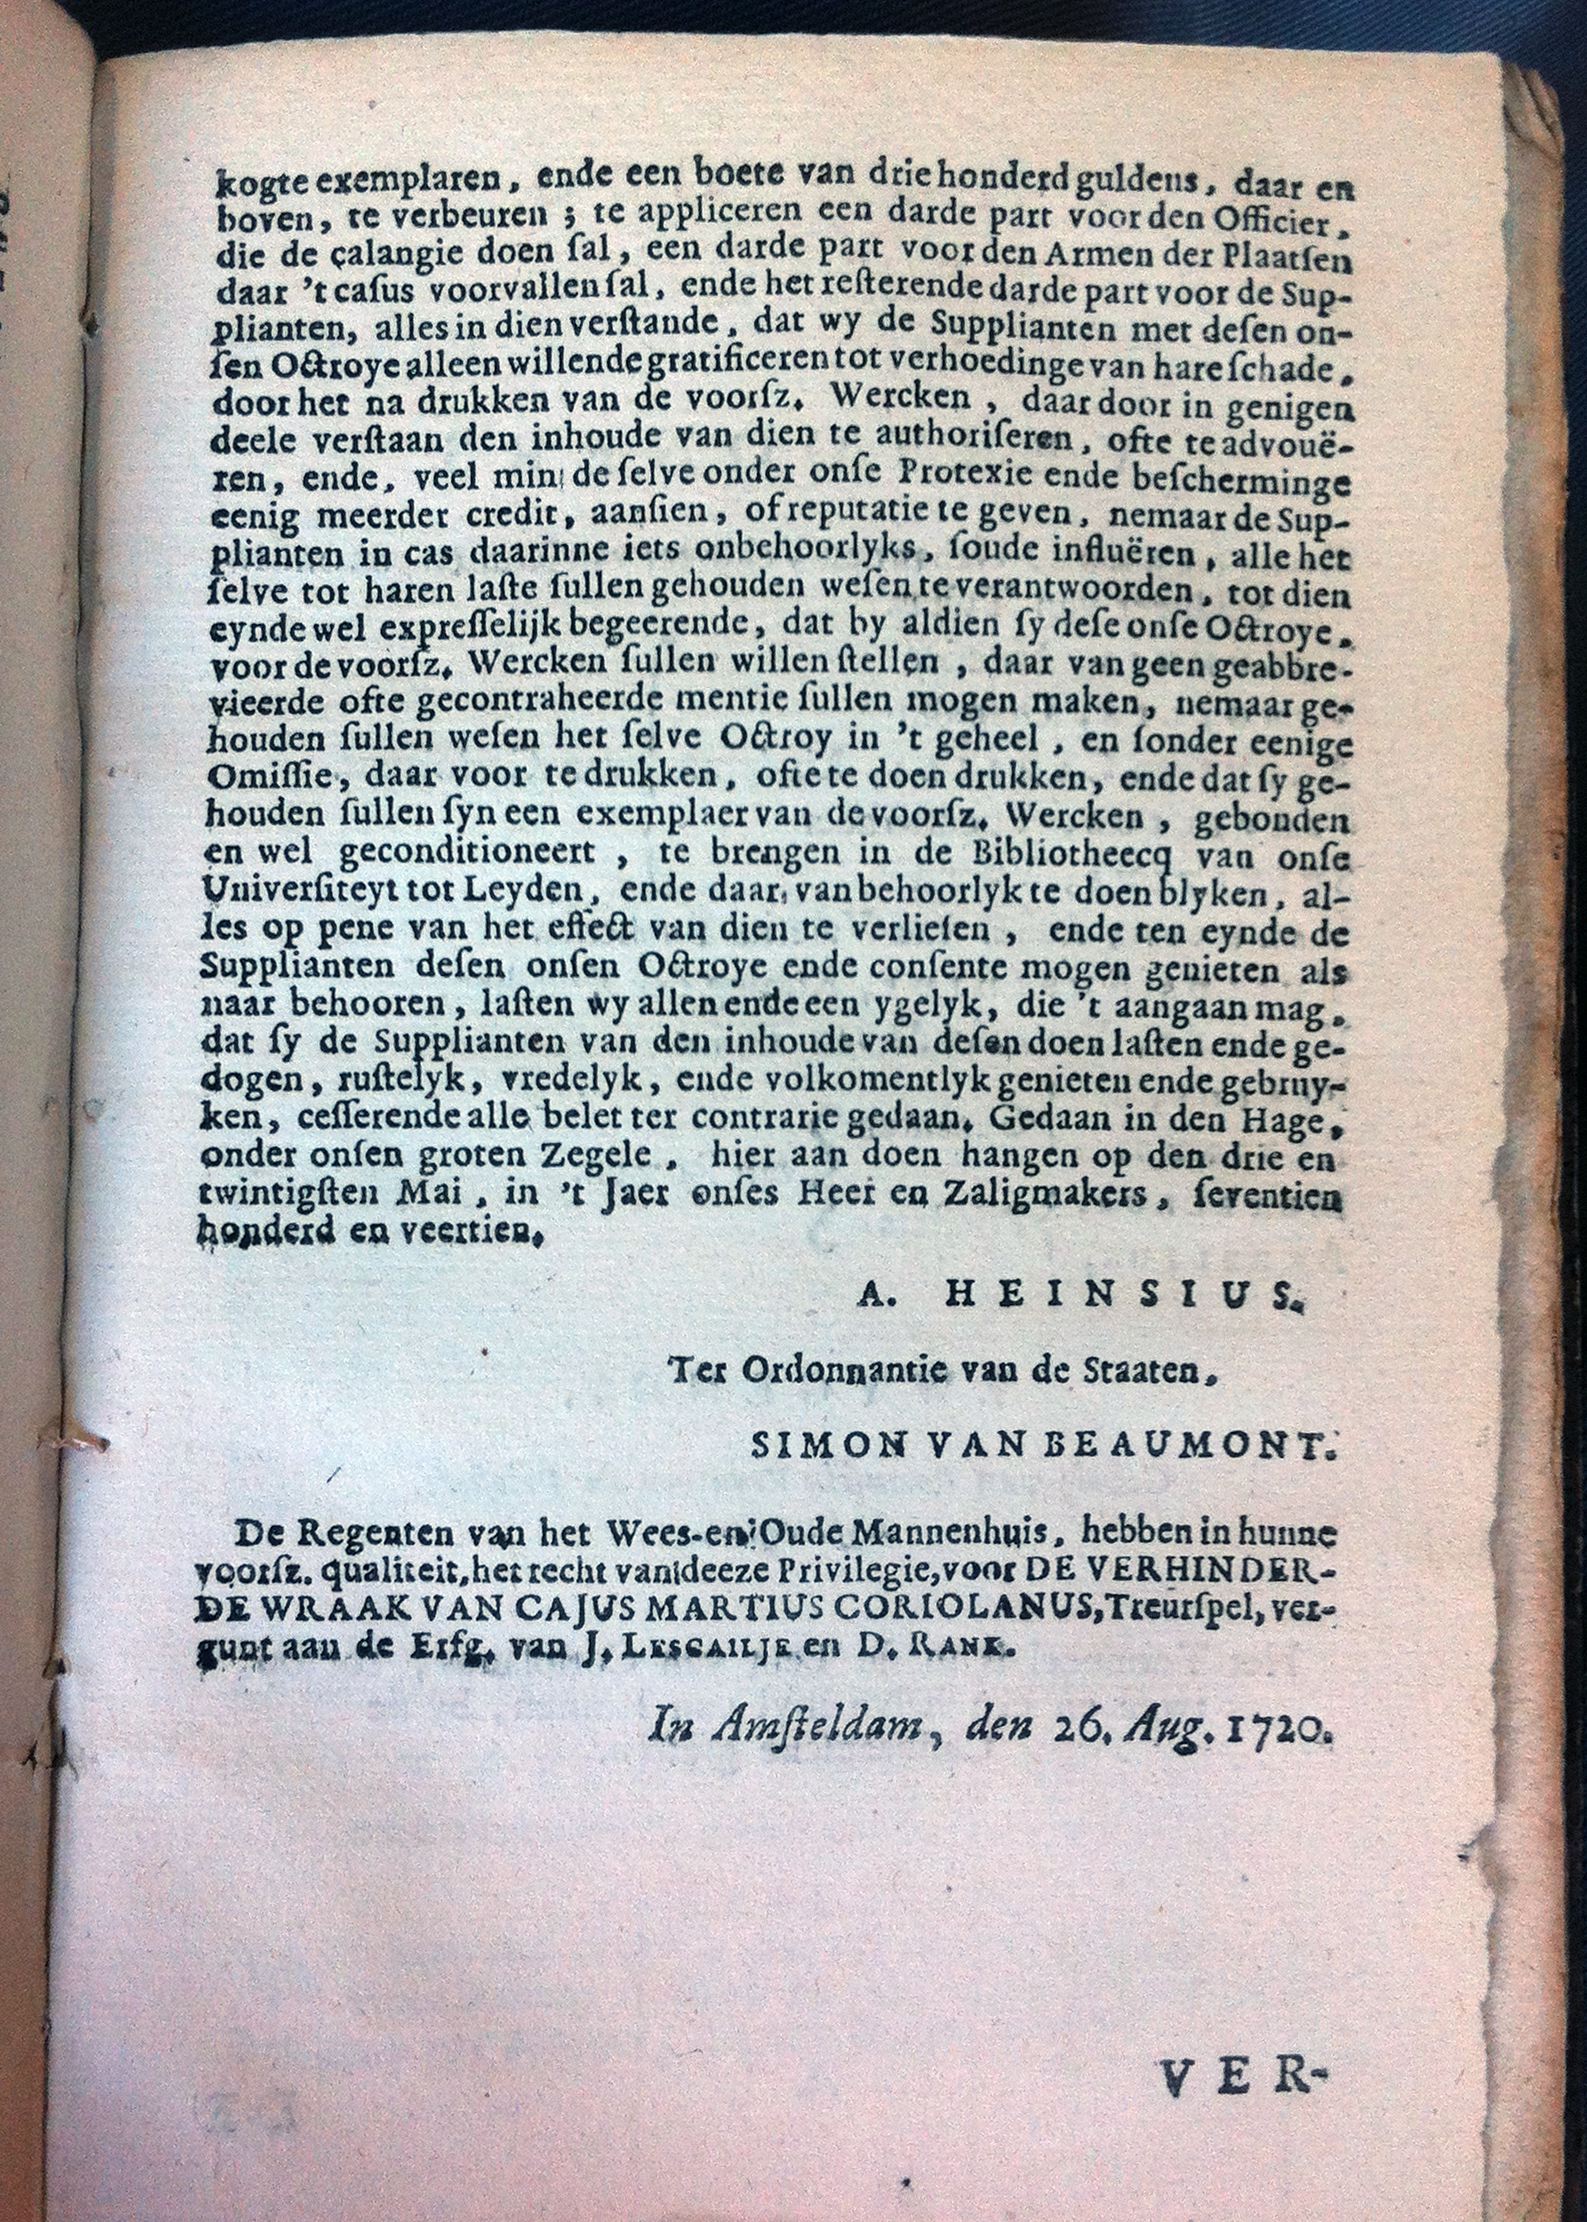 kogte exemplaren, ende een boete van drie honderd guldens, daar en
boven, te verbeuren; te appliceren een darde part voor den Officier,
die de calangie doen ſal, een darde part voor den Armen der Plaatſen
daar 't caſus voorvallen ſal, ende het reſterende darde part voor de Sup-
plianten, alles in dien verſtande, dat wy de Supplianten met deſen on-
ſen Octroye alleen willende gratificeren tot verhoedinge van hare ſchade,
door het na drukken van de voorſz. Wercken, daar door in genigen
deele verſtaan den inhoude van dien te authoriſeren, ofte te advouë-
ren, ende, veel min de ſelve onder onſe Protexie ende beſcherminge
eenig meerder credit, aanſien, of reputatie te geven, nemaar de Sup-
plianten in cas daarinne iets onbehoorlyks, ſoude influëren, alle het
ſelve tot haren laſte ſullen gehouden weſen te verantwoorden, tot dien
eynde wel expreſſelijk begeerende, dat by aldien ſy deſe onſe Octroye,
voor de voorſz. Wercken ſullen willen ſtellen, daar van geen geabbre-
vieerde ofte gecontraheerde mentie ſullen mogen maken, nemaar ge-
houden ſullen weſen het ſelve Octroy in 't geheel, en ſonder eenige
Omiſſie, daar voor te drukken, ofte te doen drukken, ende dat ſy ge-
houden ſullen ſyn een exemplaer van de voorſz. Wercken, gebonden
en wel geconditioneert, te brengen in de Bibliotheecq van onſe
Univerſiteyt tot Leyden, ende daar van behoorlyk te doen blyken, al-
les op pene van het effect van dien te verlieſen, ende ten eynde de
Supplianten deſen onſen Octroye ende conſente mogen genieten als
naar behooren, laſten wy allen ende een ygelyk, die 't aangaan mag,
dat ſy de Supplianten van den inhoude van deſen doen laſten ende ge-
dogen, ruſtelyk, vredelyk, ende volkomentlyk genieten ende gebruy-
ken, ceſſerende alle belet ter contrarie gedaan. Gedaan in den Hage,
onder onſen groten Zegele, hier aan doen hangen op den drie en
twintigſten Mai, in 't Jaer onſes Heer en Zaligmakers, ſeventien
honderd en veertien.
A. HEINSIUS.
Ter Ordonnantie van de Staaten,
SIMON VAN BEAUMONT.
De Regenten van het Wees-en Oude Mannenhuis, hebben in hunne
voorſz. qualiteit, het recht van deeze Privilegie, voor DE VERHINDER-
DE WRAAK VAN CAJUS MARTIUS CORIOLANUS, Treurſpel, ver-
gunt aan de Erfg. van J. LESCAILJE en D. RANK.
In Amſteldam, den 26. Aug. 1720.
VER-